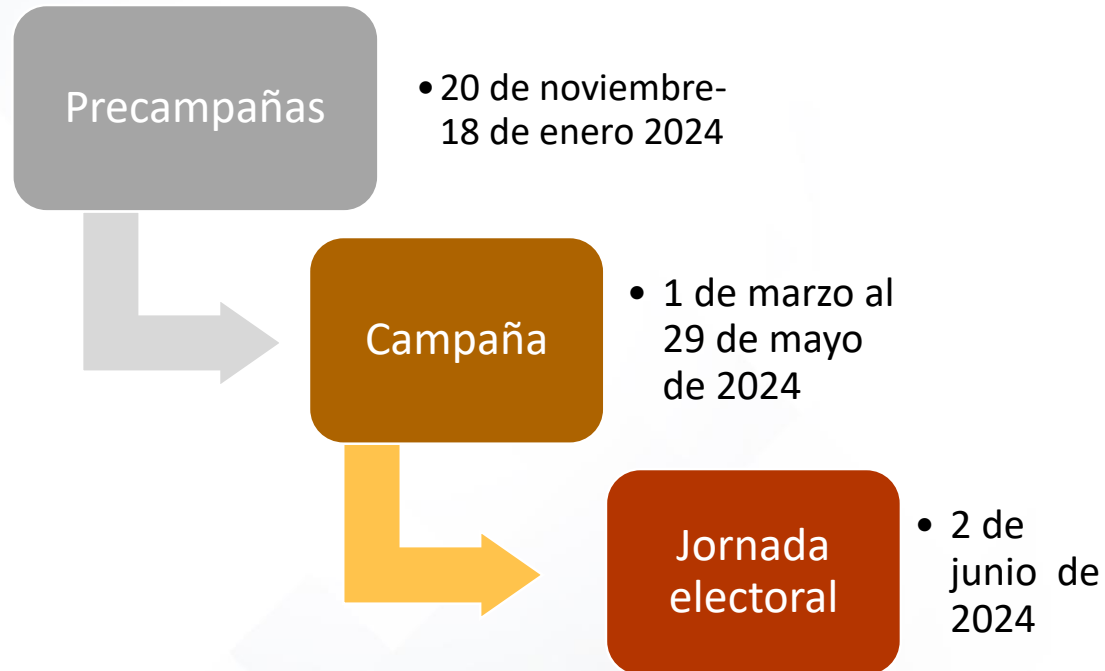 Precampañas
• 20 de noviembre-
18 de enero 2024
Campaña
• 1 de marzo al
29 de mayo
de 2024
Jornada
electoral
• 2 de
junio de
2024